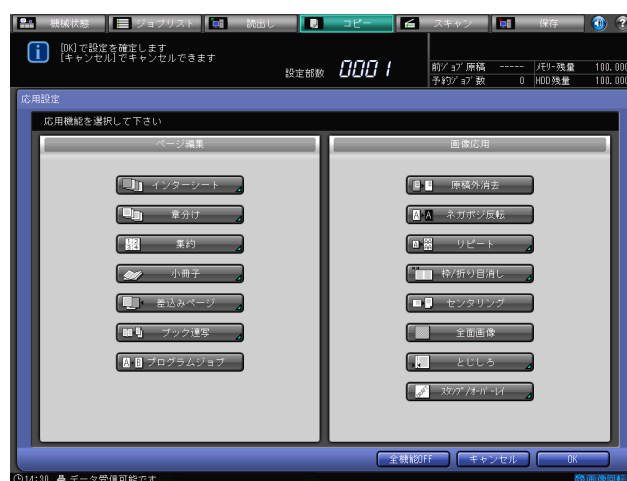 機械状態 ジョブリスト 読出し コピー スキャン 保存
[OK]で設定を確定します
[キャンセル]でキャンセルできます
設定部数 0001
前ジョブ原稿 ----- メモリー残量 100.00
予約ジョブ数 0 HDD残量 100.00
応用設定
応用機能を選択して下さい
ページ編集
インターシート
章分け
集約
小冊子
差込みページ
ブック連写
プログラムジョブ
画像応用
原稿外消去
ネガポジ反転
リピート
枠/折り目消し
センタリング
全面画像
とじしろ
スタンプ/オーバーレイ
全機能OFF キャンセル OK
14:30 データ受信可能です 画像回転